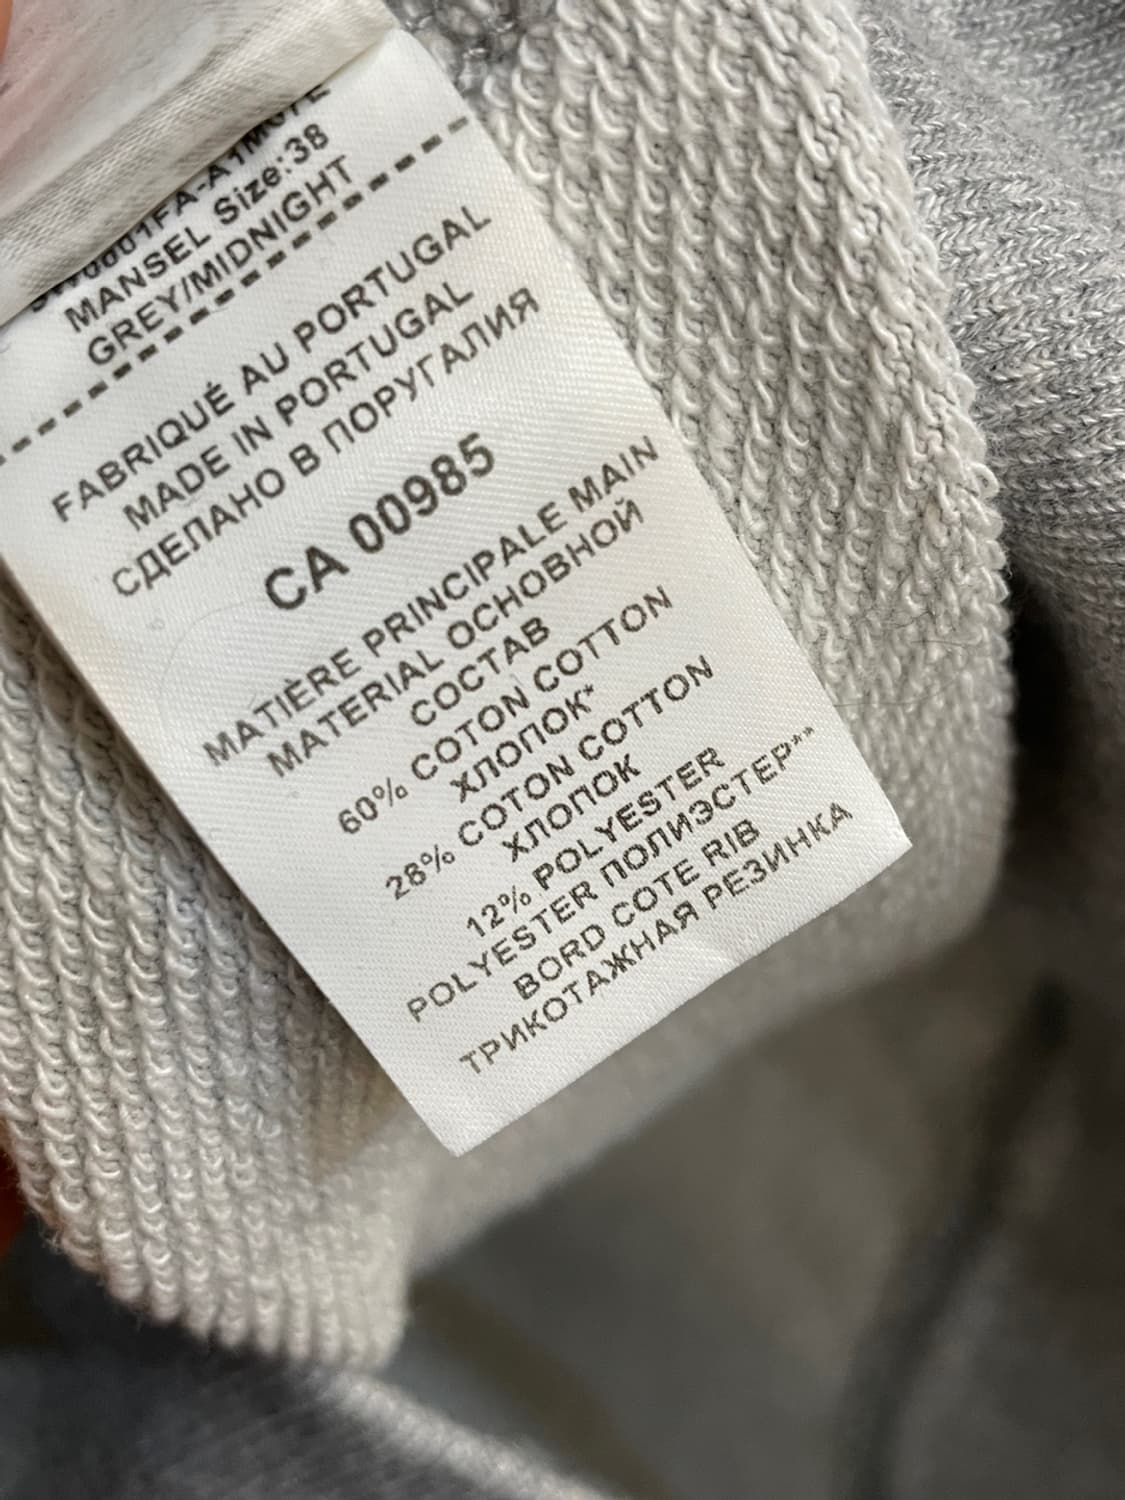 MANSEL Size:38
GREY/MIDNIGHT
FABRIQUÉ AU PORTUGAL
MADE IN PORTUGAL
СДЕЛАНО В ПОРУГАЛИЯ
CA 00985
MATIÈRE PRINCIPALE MAIN
MATERIAL ОСНОВНОЙ
СОСТАВ
60% COTON COTTON
ХЛОПОК*
28% COTON COTTON
ХЛОПОК
12% POLYESTER
POLYESTER ПОЛИЭСТЕР**
BORD COTE RIB
ТРИКОТАЖНАЯ РЕЗИНКА